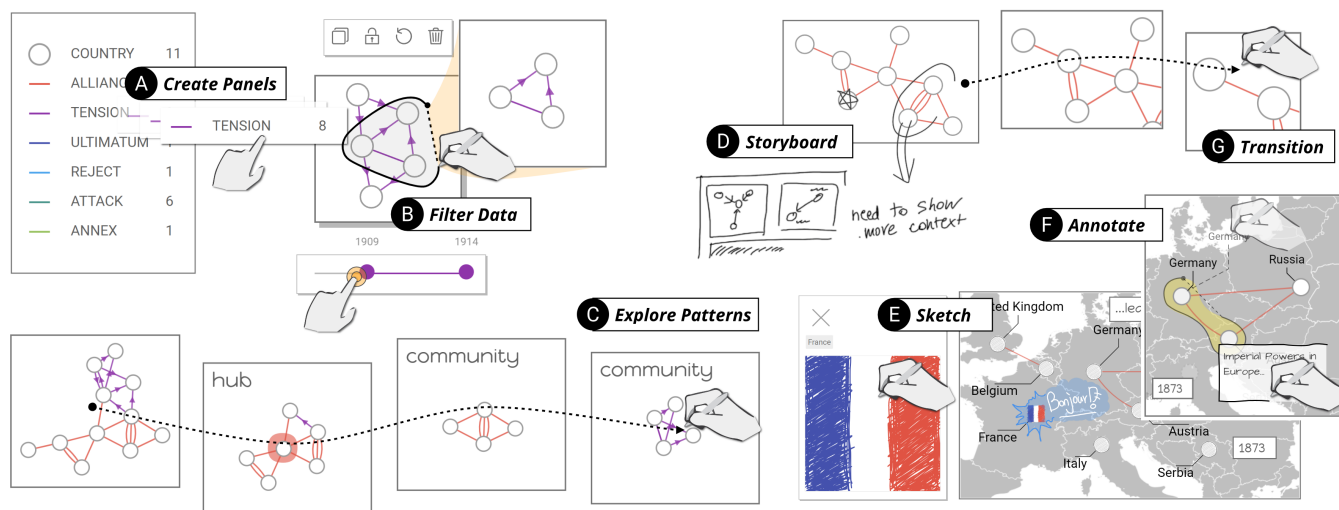 COUNTRY 11
ALLIANC
A Create Panels
TENSION
TENSION 8
ULTIMATUM
REJECT 1
ATTACK 6
ANNEX 1
B Filter Data
1909 1914
C Explore Patterns
hub
community
community
D Storyboard
need to show
more context
G Transition
F Annotate
Germany
Germany
Russia
Imperial Powers in
Europe...
1873
E Sketch
France
ted Kingdom
...lec
Germany
Belgium
Bonjour!
France
Austria
Italy
Serbia
1873